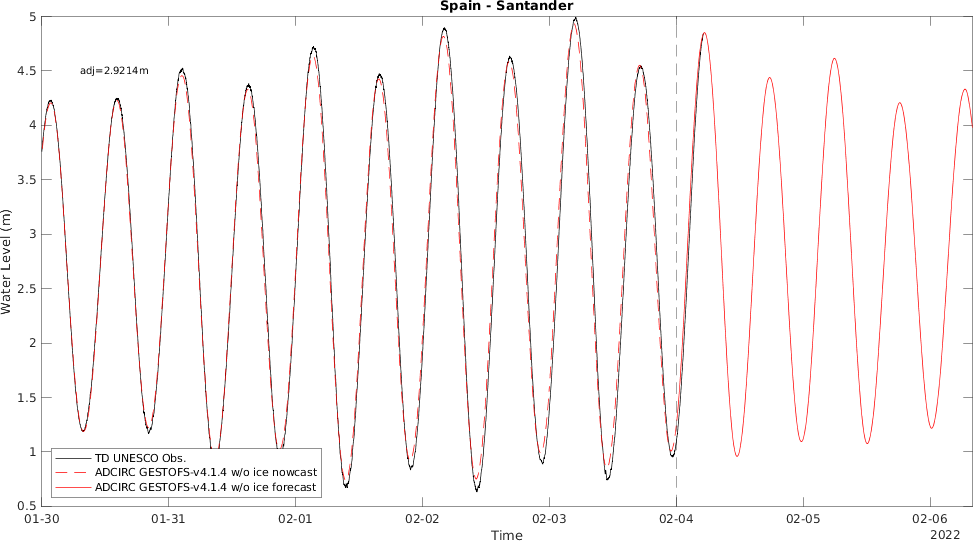 Spain - Santander
adj=2.9214m
Water Level (m)
5
4.5
4
3.5
3
2.5
2
1.5
1
0.5
TD UNESCO Obs.
ADCIRC GESTOFS-v4.1.4 w/o ice nowcast
ADCIRC GESTOFS-v4.1.4 w/o ice forecast
01-30 01-31 02-01 02-02 02-03 02-04 02-05 02-06
Time
2022